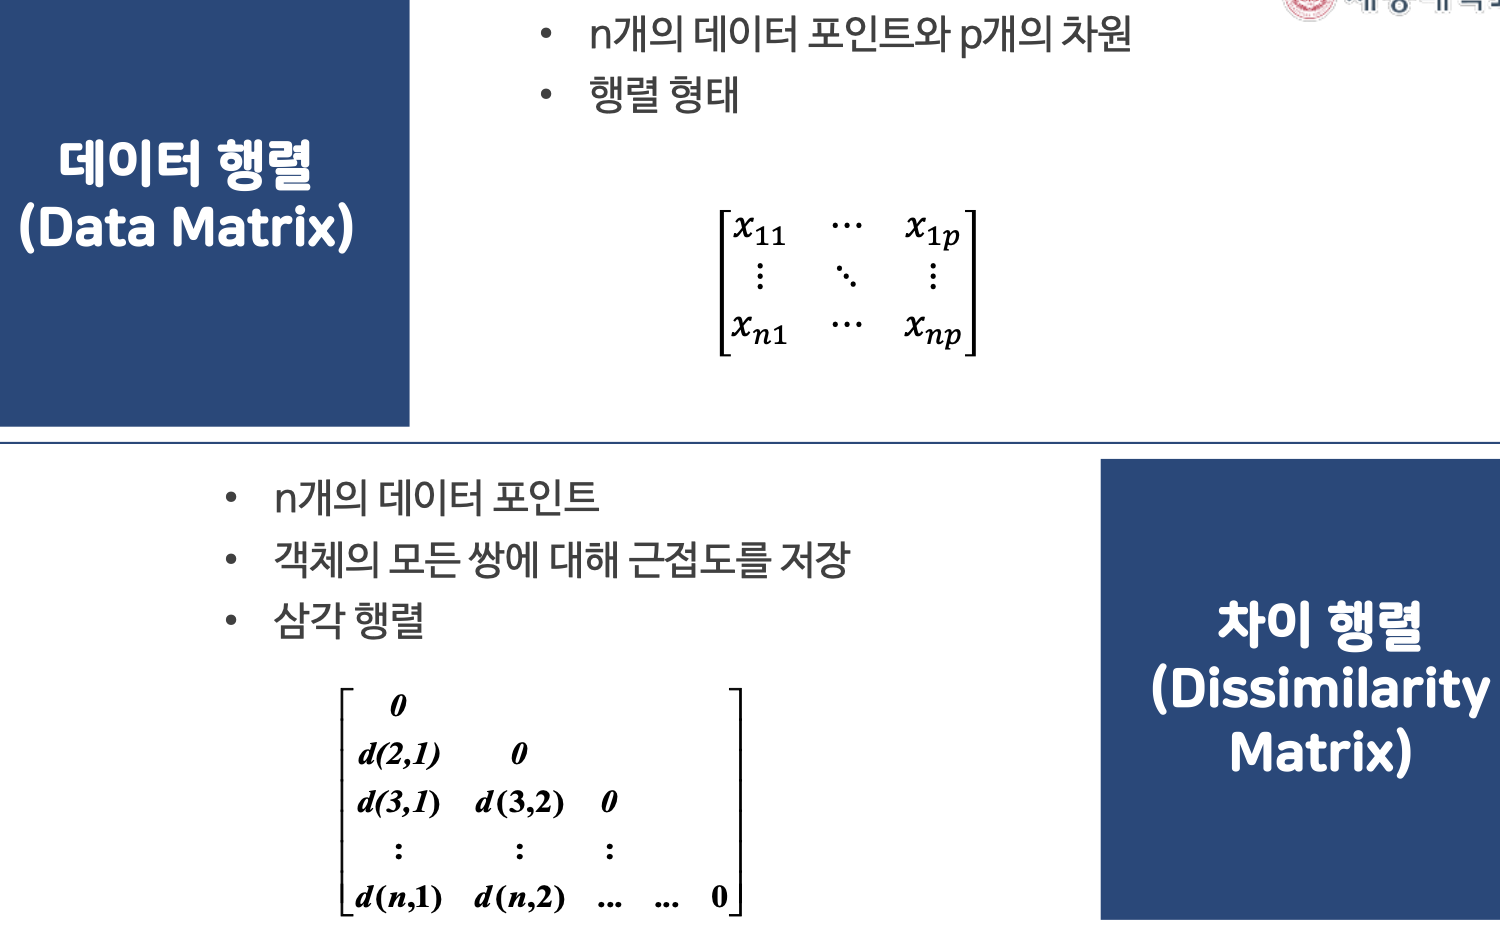 • n개의 데이터 포인트와 p개의 차원
• 행렬 형태
데이터 행렬
(Data Matrix)
x₁₁ ⋯ x₁ₚ
⋮ ⋱ ⋮
xₙ₁ ⋯ xₙₚ
• n개의 데이터 포인트
• 객체의 모든 쌍에 대해 근접도를 저장
• 삼각 행렬
차이 행렬
(Dissimilarity
Matrix)
0
d(2,1) 0
d(3,1) d(3,2) 0
: : :
d(n,1) d(n,2) ... ... 0